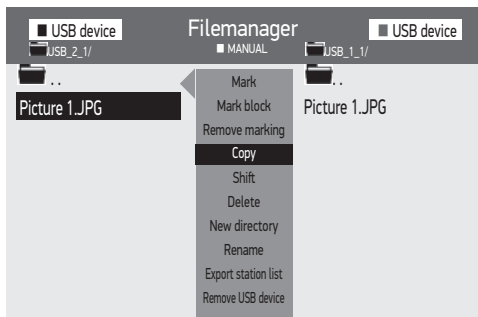 USB device
Filemanager
USB device
USB_2_1/
MANUAL
USB_1_1/
..
Picture 1.JPG
Mark
Mark block
Remove marking
Copy
Shift
Delete
New directory
Rename
Export station list
Remove USB device
..
Picture 1.JPG